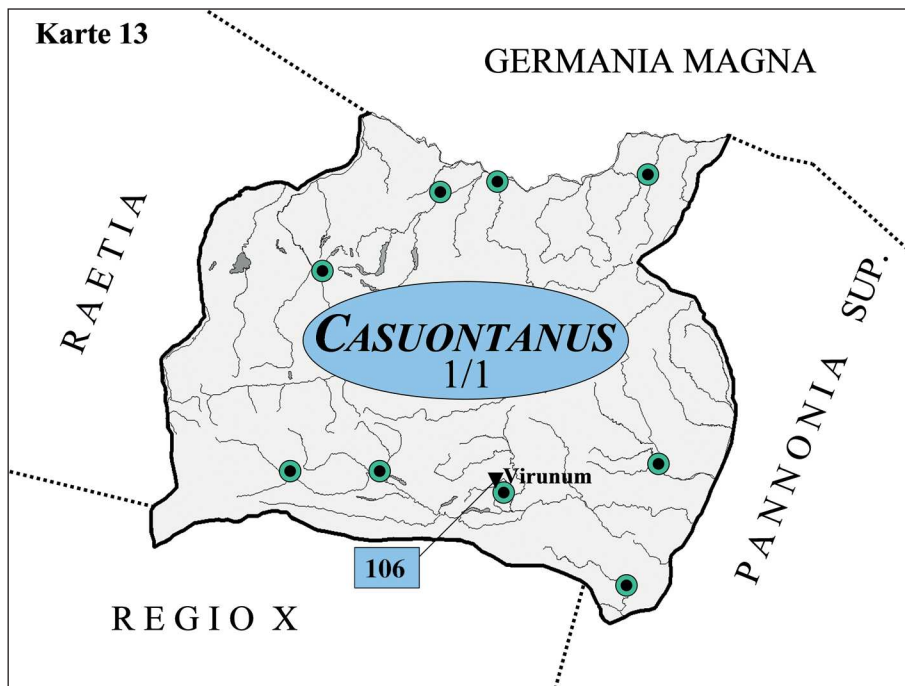 Karte 13
GERMANIA MAGNA
RAETIA
CASUONTANUS
1/1
PANNONIA SUP.
Virunum
106
REGIO X